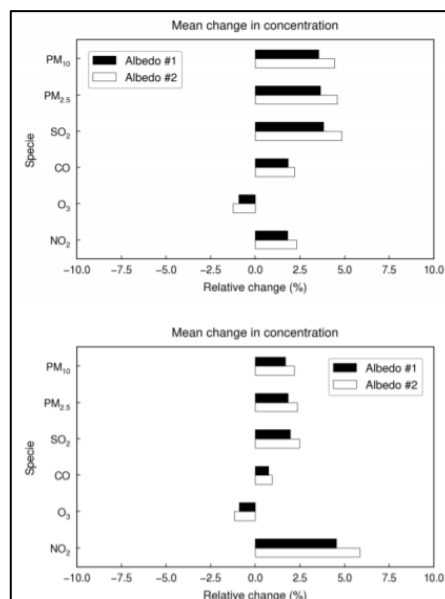 Mean change in concentration
Albedo #1
Albedo #2
PM₁₀
PM₂.₅
SO₂
CO
O₃
NO₂
Specie
−10.0 −7.5 −5.0 −2.5 0.0 2.5 5.0 7.5 10.0
Relative change (%)
Mean change in concentration
Albedo #1
Albedo #2
PM₁₀
PM₂.₅
SO₂
CO
O₃
NO₂
Specie
−10.0 −7.5 −5.0 −2.5 0.0 2.5 5.0 7.5 10.0
Relative change (%)